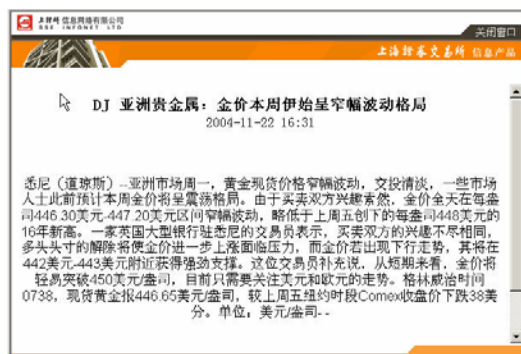 上证所信息网络有限公司
SSE INFONET LTD
关闭窗口
上海证券交易所 信息产品
DJ 亚洲贵金属：金价本周伊始呈窄幅波动格局
2004-11-22 16:31
悉尼（道琼斯）--亚洲市场周一，黄金现货价格窄幅波动，交投清淡，一些市场
人士此前预计本周金价将呈震荡格局。由于买卖双方兴趣索然，金价全天在每盎
司446.30美元-447.20美元区间窄幅波动，略低于上周五创下的每盎司448美元的
16年新高。一家英国大型银行驻悉尼的交易员表示，买卖双方的兴趣不尽相同，
多头头寸的解除将使金价进一步上涨面临压力，而金价若出现下行走势，其将在
442美元-443美元附近获得强劲支撑。这位交易员补充说，从短期来看，金价将
轻易突破450美元/盎司，目前只需要关注美元和欧元的走势。格林威治时间
0738，现货黄金报446.65美元/盎司，较上周五纽约时段Comex收盘价下跌38美
分。单位：美元/盎司--